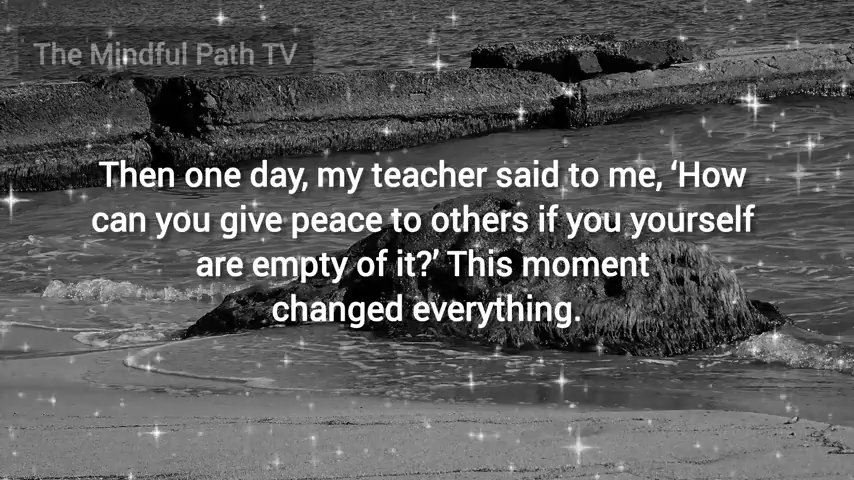 The Mindful Path TV
Then one day, my teacher said to me, ‘How
can you give peace to others if you yourself
are empty of it?’ This moment
changed everything.